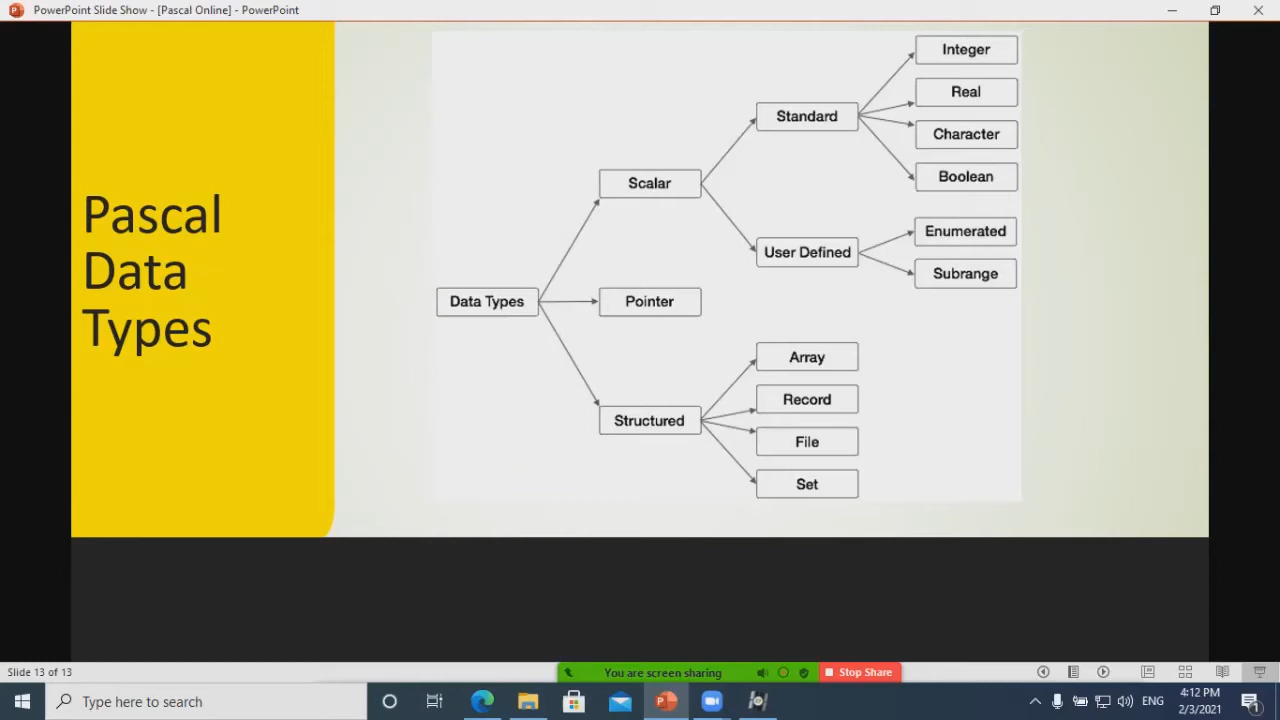 PowerPoint Slide Show - [Pascal Online] - PowerPoint
Pascal
Data
Types
Data Types
Scalar
Pointer
Structured
Standard
User Defined
Integer
Real
Character
Boolean
Enumerated
Subrange
Array
Record
File
Set
Slide 13 of 13
You are screen sharing
Stop Share
Type here to search
ENG
4:12 PM
2/3/2021
1